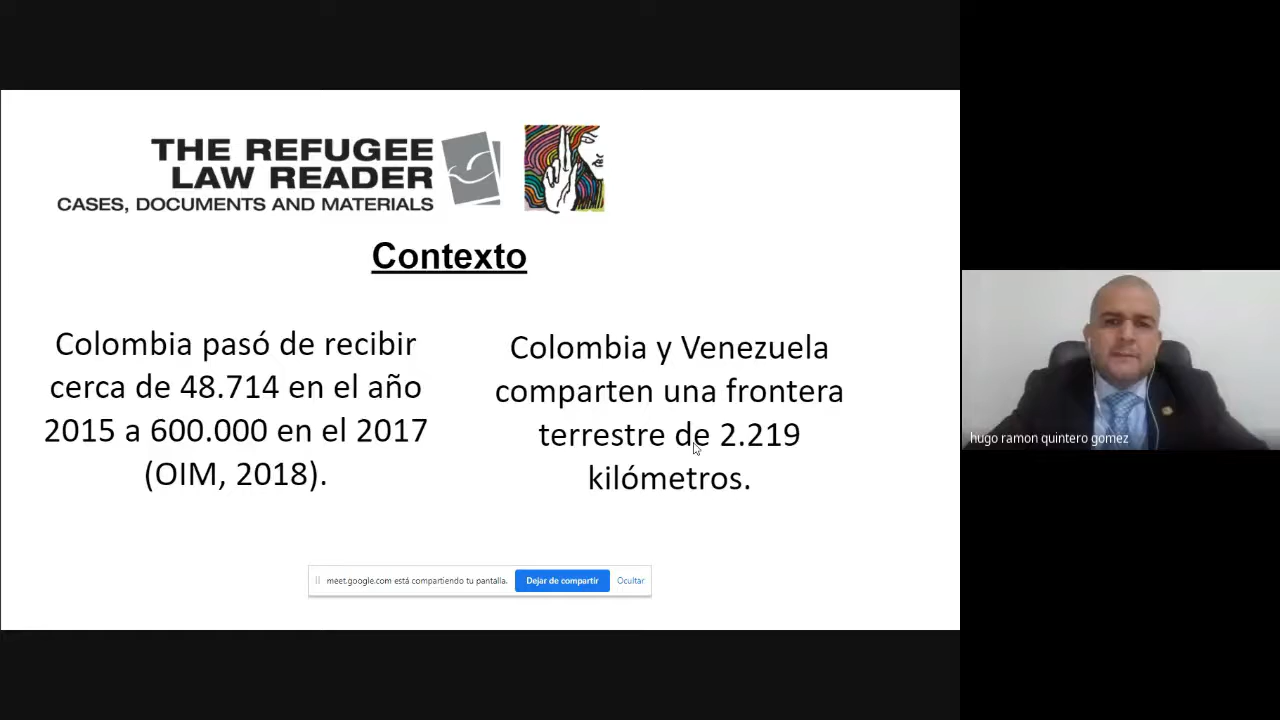 THE REFUGEE
LAW READER
CASES, DOCUMENTS AND MATERIALS
Contexto
Colombia pasó de recibir
cerca de 48.714 en el año
2015 a 600.000 en el 2017
(OIM, 2018).
Colombia y Venezuela
comparten una frontera
terrestre de 2.219
kilómetros.
meet.google.com está compartiendo tu pantalla.
Dejar de compartir
Ocultar
hugo ramon quintero gomez